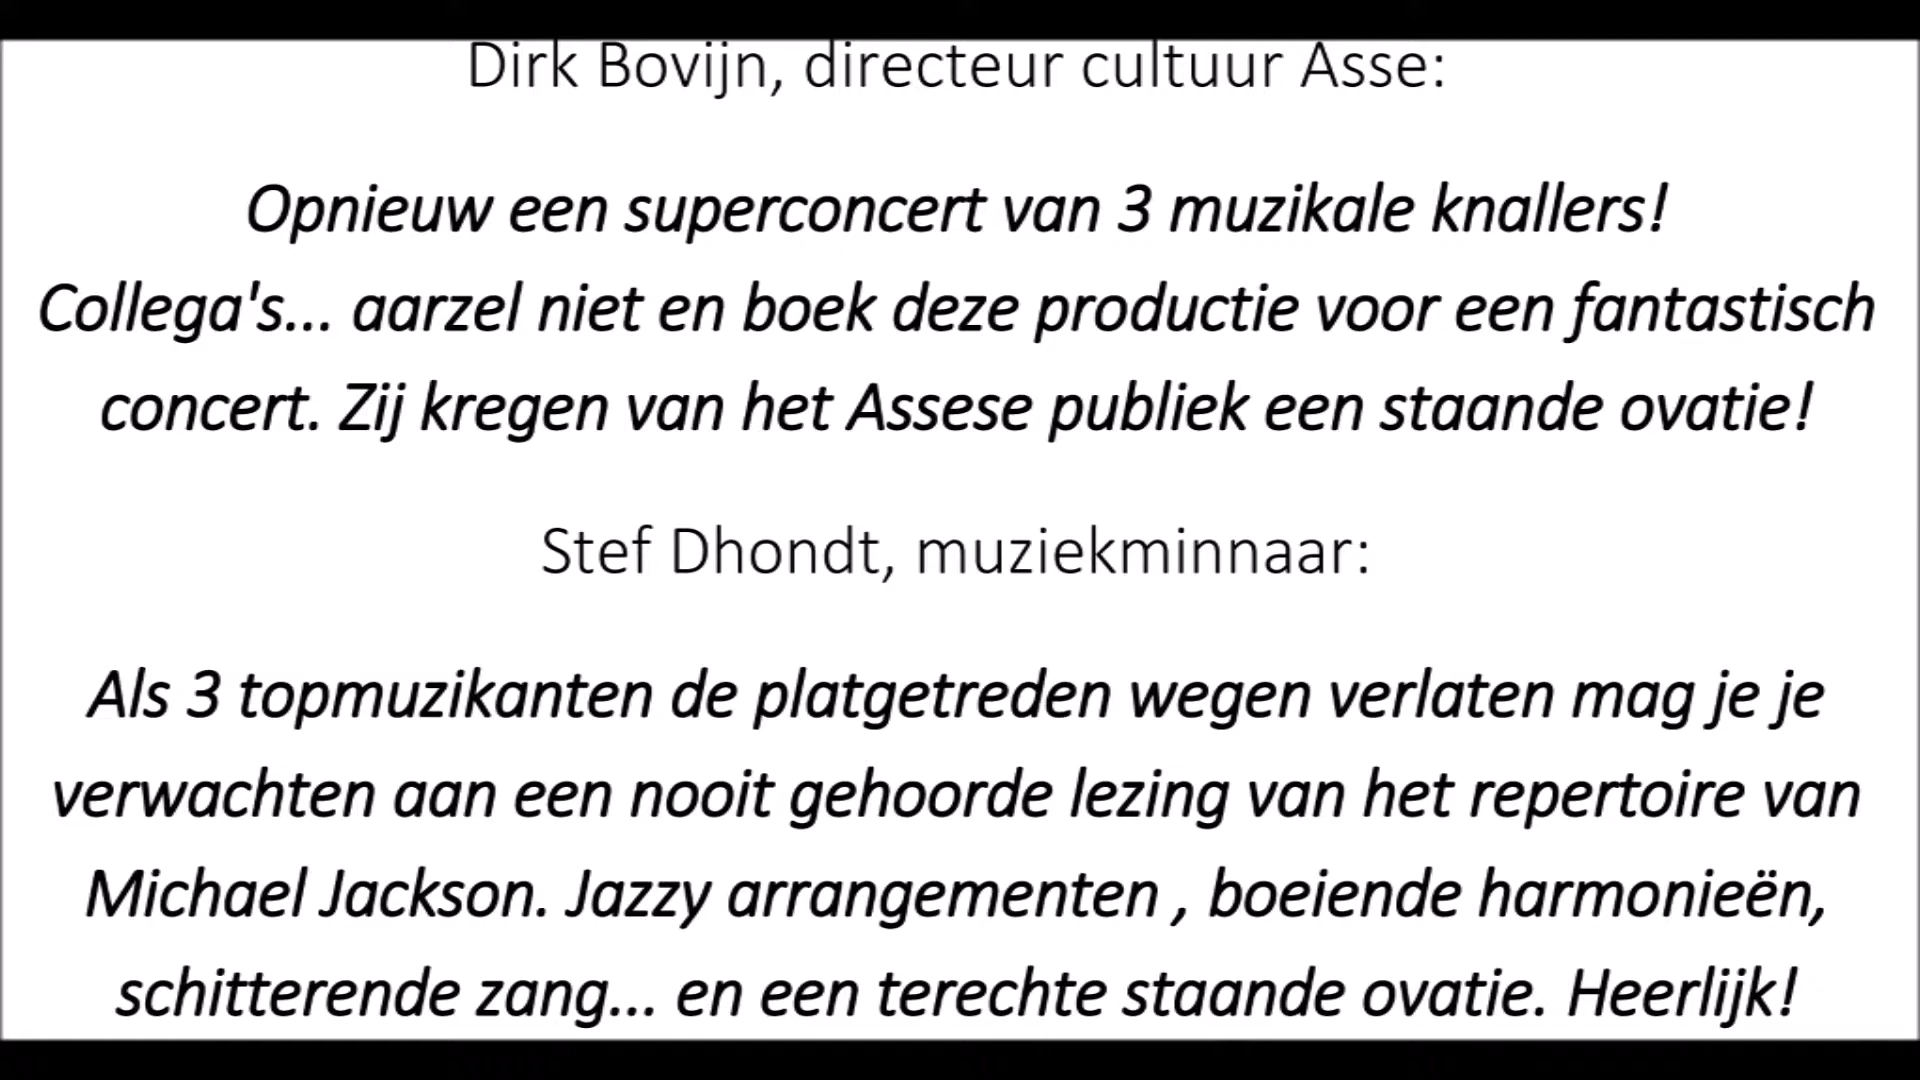 Dirk Bovijn, directeur cultuur Asse:
Opnieuw een superconcert van 3 muzikale knallers!
Collega's... aarzel niet en boek deze productie voor een fantastisch
concert. Zij kregen van het Assese publiek een staande ovatie!
Stef Dhondt, muziekminnaar:
Als 3 topmuzikanten de platgetreden wegen verlaten mag je je
verwachten aan een nooit gehoorde lezing van het repertoire van
Michael Jackson. Jazzy arrangementen , boeiende harmonieën,
schitterende zang... en een terechte staande ovatie. Heerlijk!